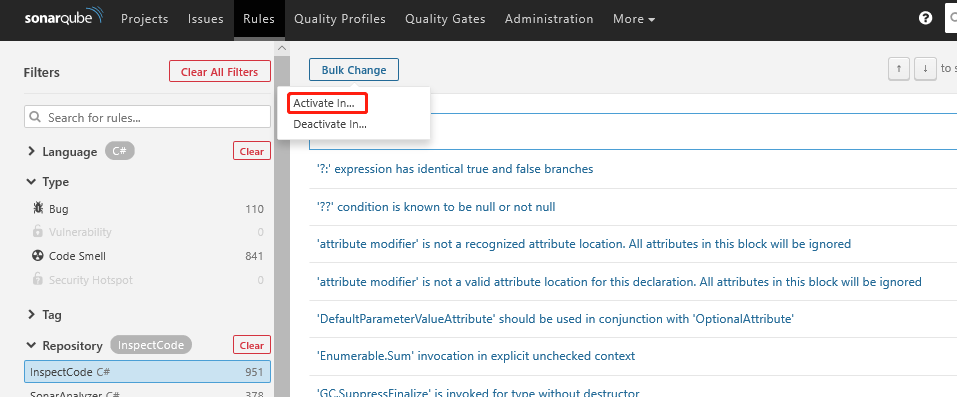 sonarqube Projects Issues Rules Quality Profiles Quality Gates Administration More ?
Filters Clear All Filters Bulk Change ↑ ↓ to s
Activate In...
Search for rules... Deactivate In...
Language C# Clear
'?:' expression has identical true and false branches
Type
Bug 110 '??' condition is known to be null or not null
Vulnerability 0
'attribute modifier' is not a recognized attribute location. All attributes in this block will be ignored
Code Smell 841
Security Hotspot 0 'attribute modifier' is not a valid attribute location for this declaration. All attributes in this block will be ignored
Tag 'DefaultParameterValueAttribute' should be used in conjunction with 'OptionalAttribute'
Repository InspectCode Clear
'Enumerable.Sum' invocation in explicit unchecked context
InspectCode C# 951
SonarAnalyzer C# 378 'GC.SuppressFinalize' is invoked for type without destructor